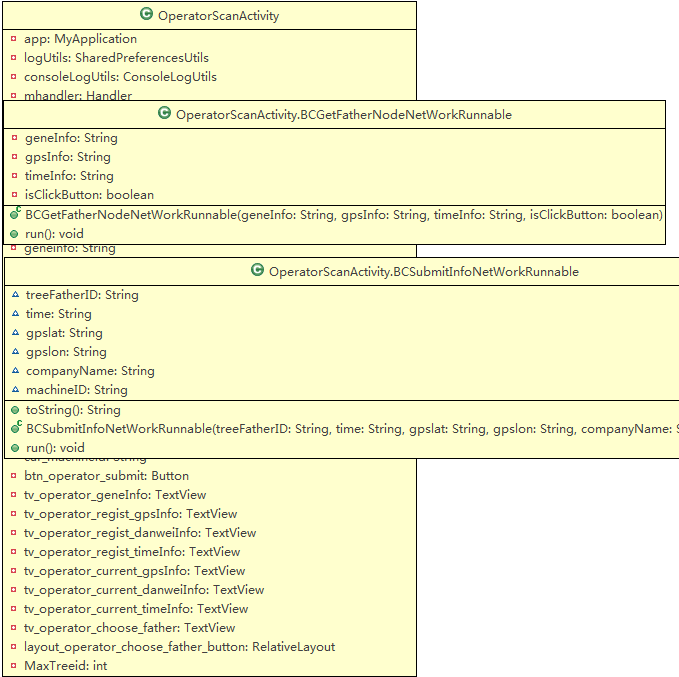 OperatorScanActivity
app: MyApplication
logUtils: SharedPreferencesUtils
consoleLogUtils: ConsoleLogUtils
mhandler: Handler
OperatorScanActivity.BCGetFatherNodeNetWorkRunnable
geneInfo: String
gpsInfo: String
timeInfo: String
isClickButton: boolean
BCGetFatherNodeNetWorkRunnable(geneInfo: String, gpsInfo: String, timeInfo: String, isClickButton: boolean)
run(): void
geneinfo: String
OperatorScanActivity.BCSubmitInfoNetWorkRunnable
treeFatherID: String
time: String
gpslat: String
gpslon: String
companyName: String
machineID: String
toString(): String
BCSubmitInfoNetWorkRunnable(treeFatherID: String, time: String, gpslat: String, gpslon: String, companyName:
run(): void
cur_machineid: String
btn_operator_submit: Button
tv_operator_geneInfo: TextView
tv_operator_regist_gpsInfo: TextView
tv_operator_regist_danweiInfo: TextView
tv_operator_regist_timeInfo: TextView
tv_operator_current_gpsInfo: TextView
tv_operator_current_danweiInfo: TextView
tv_operator_current_timeInfo: TextView
tv_operator_choose_father: TextView
layout_operator_choose_father_button: RelativeLayout
MaxTreeid: int